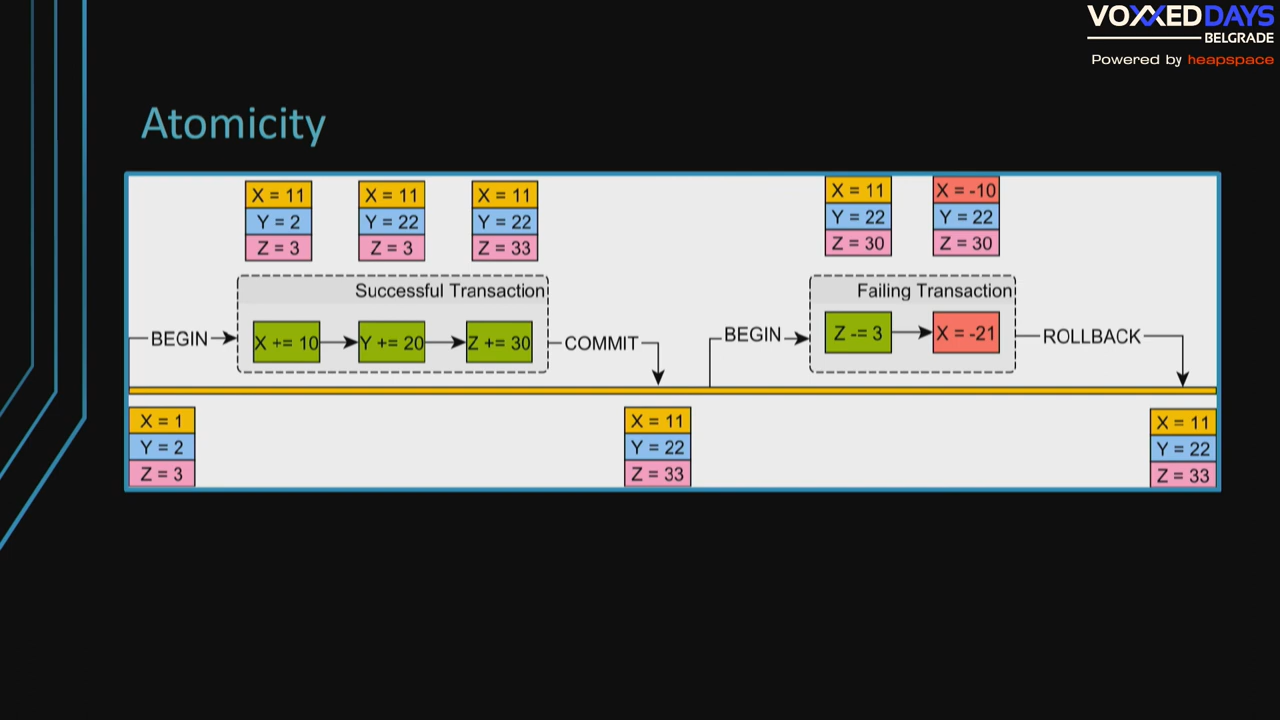 VOXXEDDAYS
BELGRADE
Powered by heapspace
Atomicity
X = 11
Y = 2
Z = 3
X = 11
Y = 22
Z = 3
X = 11
Y = 22
Z = 33
X = 11
Y = 22
Z = 30
X = -10
Y = 22
Z = 30
BEGIN
Successful Transaction
X += 10
Y += 20
Z += 30
COMMIT
BEGIN
Failing Transaction
Z -= 3
X = -21
ROLLBACK
X = 1
Y = 2
Z = 3
X = 11
Y = 22
Z = 33
X = 11
Y = 22
Z = 33